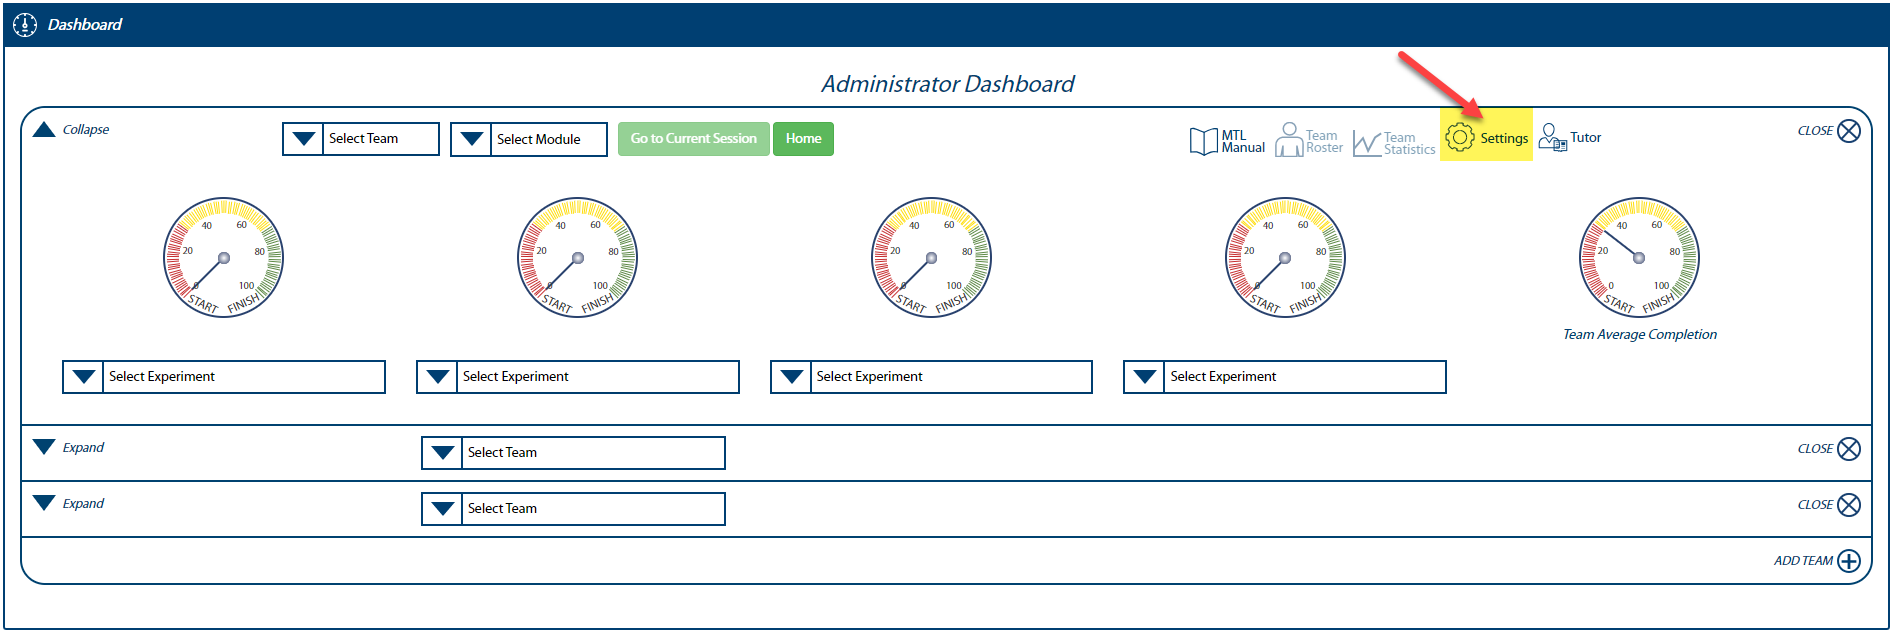 Dashboard
Administrator Dashboard
Collapse
Select Team
Select Module
Go to Current Session
Home
MTL
Manual
Team
Roster
Team
Statistics
Settings
Tutor
CLOSE
0 20 40 60 80 100
START FINISH
0 20 40 60 80 100
START FINISH
0 20 40 60 80 100
START FINISH
0 20 40 60 80 100
START FINISH
0 20 40 60 80 100
START FINISH
Team Average Completion
Select Experiment
Select Experiment
Select Experiment
Select Experiment
Expand
Select Team
CLOSE
Expand
Select Team
CLOSE
ADD TEAM